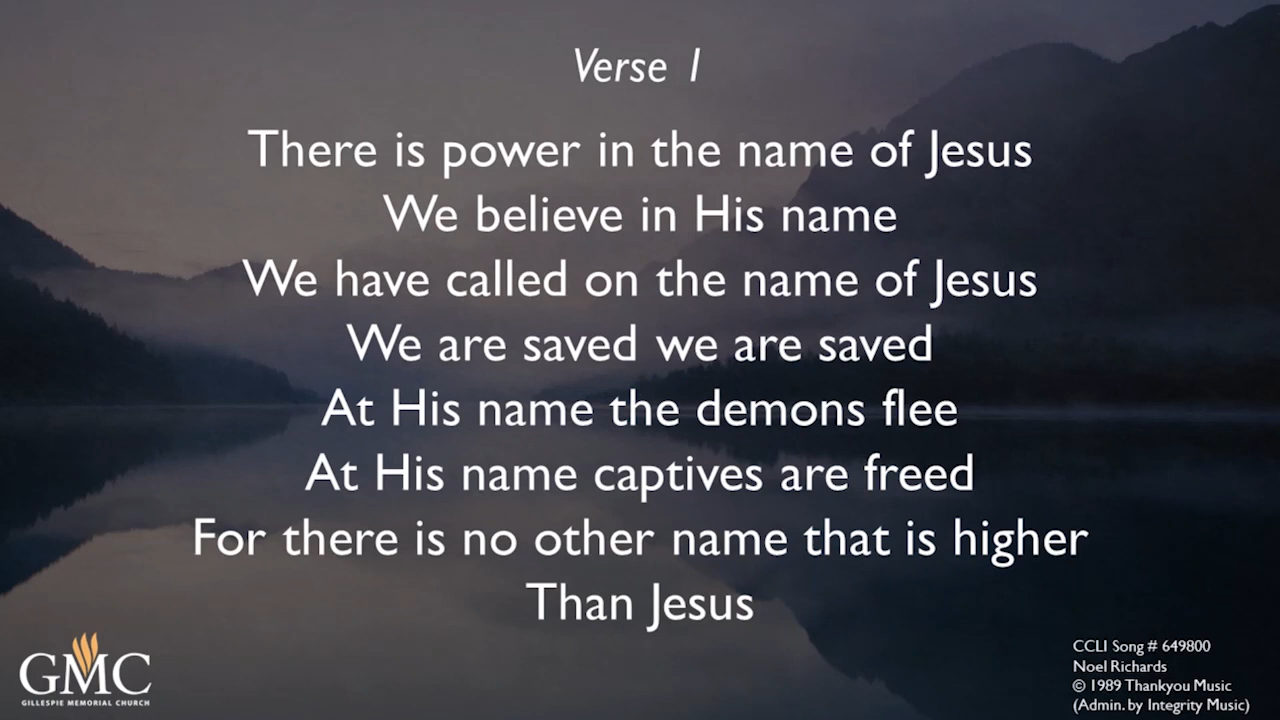 Verse 1
There is power in the name of Jesus
We believe in His name
We have called on the name of Jesus
We are saved we are saved
At His name the demons flee
At His name captives are freed
For there is no other name that is higher
Than Jesus
GMC
GILLESPIE MEMORIAL CHURCH
CCLI Song # 649800
Noel Richards
© 1989 Thankyou Music
(Admin. by Integrity Music)